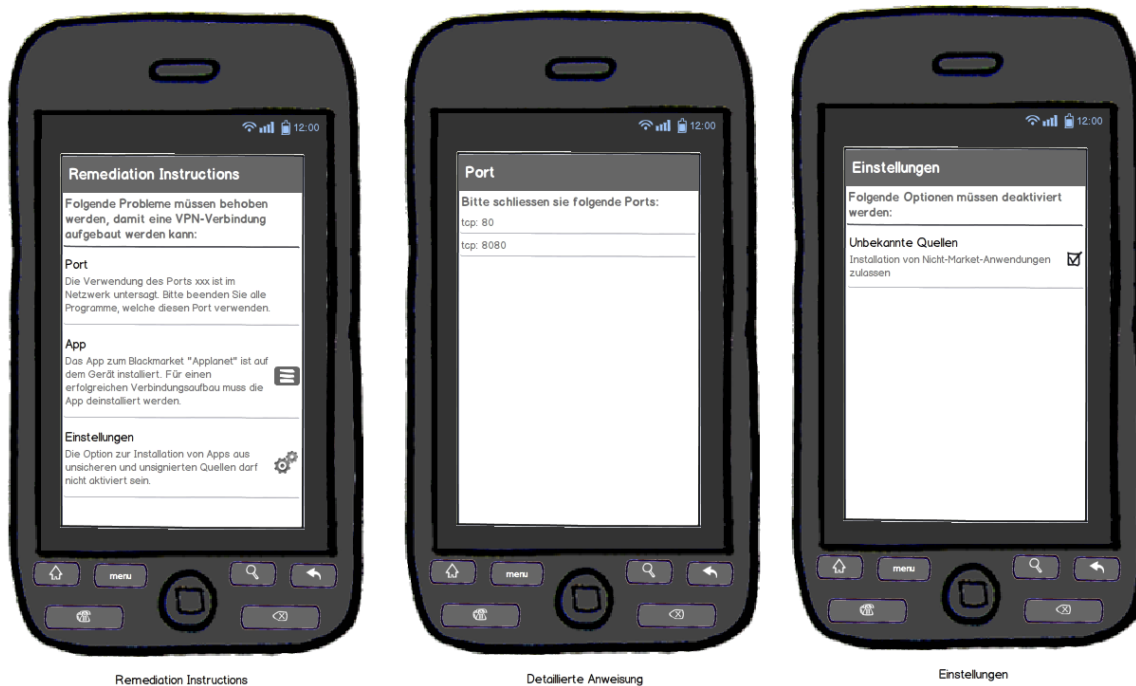 12:00
Remediation Instructions
Folgende Probleme müssen behoben
werden, damit eine VPN-Verbindung
aufgebaut werden kann:
Port
Die Verwendung des Ports xxx ist im
Netzwerk untersagt. Bitte beenden Sie alle
Programme, welche diesen Port verwenden.
App
Das App zum Blackmarket "Applanet" ist auf
dem Gerät installiert. Für einen
erfolgreichen Verbindungsaufbau muss die
App deinstalliert werden.
Einstellungen
Die Option zur Installation von Apps aus
unsicheren und unsignierten Quellen darf
nicht aktiviert sein.
menu
Remediation Instructions
12:00
Port
Bitte schliessen sie folgende Ports:
tcp: 80
tcp: 8080
menu
Detaillierte Anweisung
12:00
Einstellungen
Folgende Optionen müssen deaktiviert
werden:
Unbekannte Quellen
Installation von Nicht-Market-Anwendungen
zulassen
menu
Einstellungen